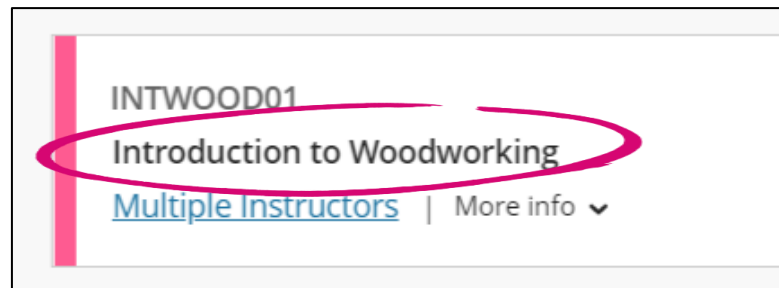 INTWOOD01
Introduction to Woodworking
Multiple Instructors | More info